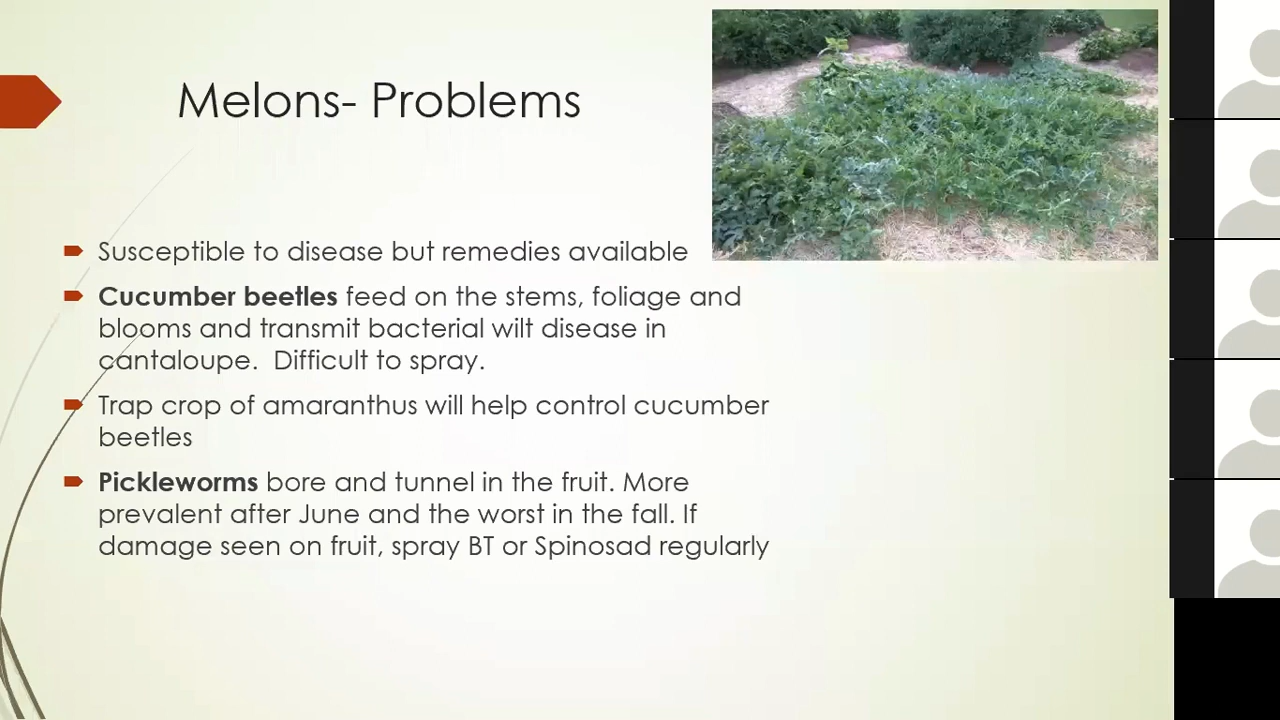 Melons- Problems
Susceptible to disease but remedies available
Cucumber beetles feed on the stems, foliage and
blooms and transmit bacterial wilt disease in
cantaloupe.  Difficult to spray.
Trap crop of amaranthus will help control cucumber
beetles
Pickleworms bore and tunnel in the fruit. More
prevalent after June and the worst in the fall. If
damage seen on fruit, spray BT or Spinosad regularly